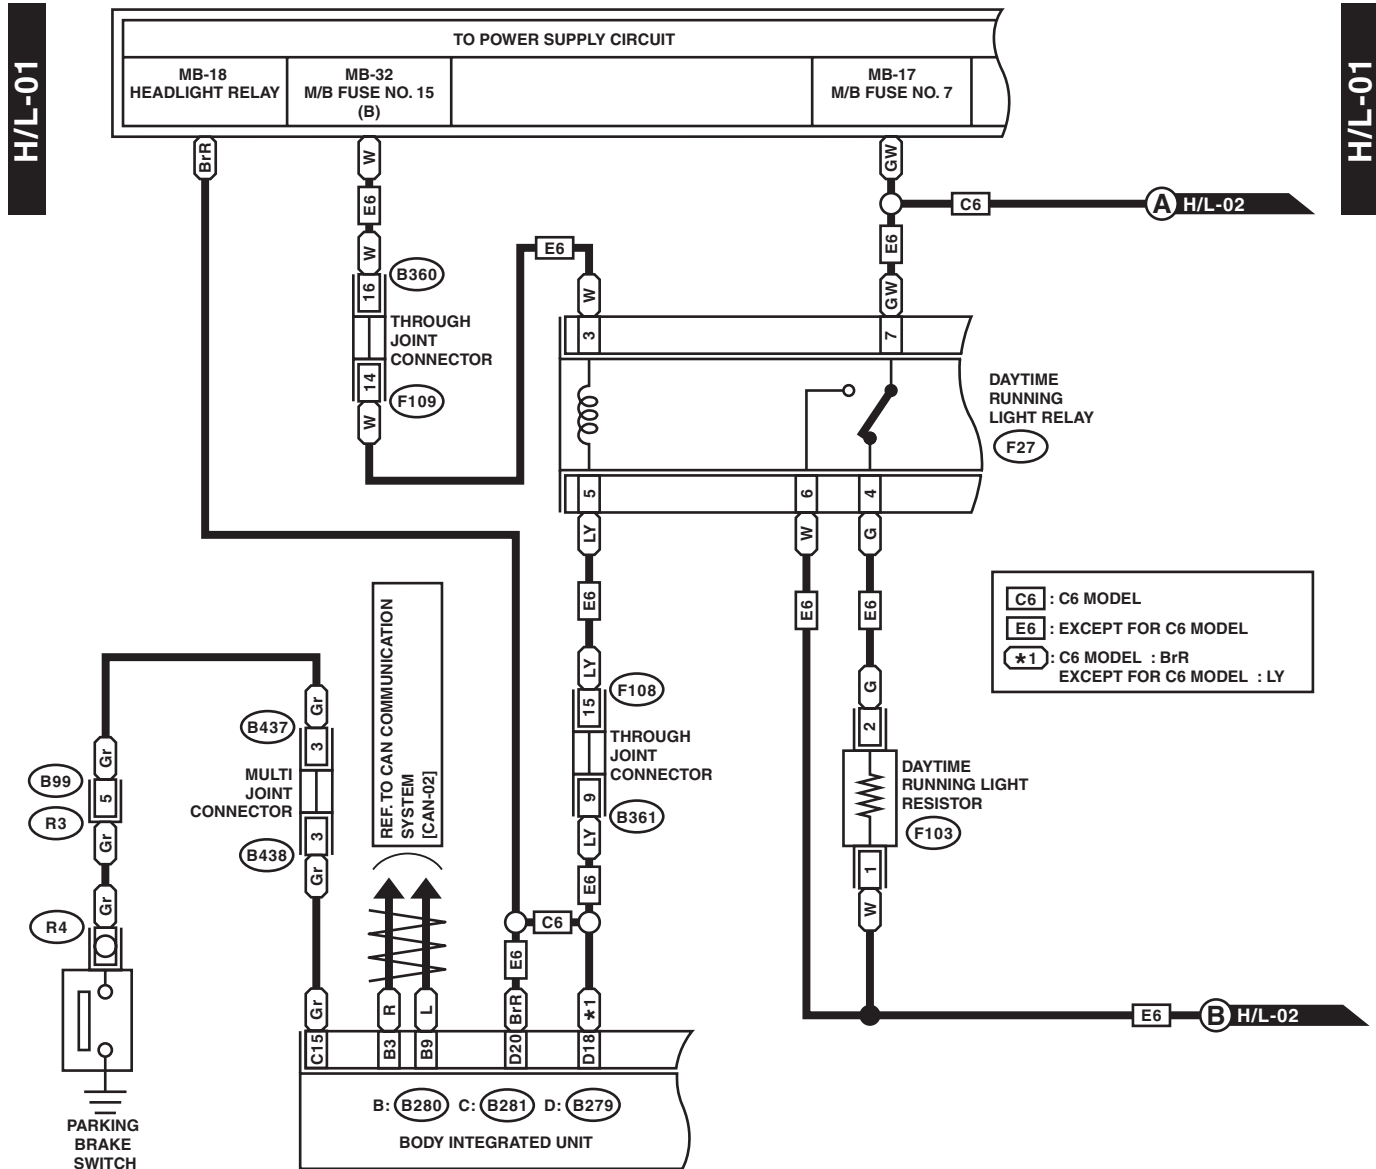 H/L-01
H/L-01
TO POWER SUPPLY CIRCUIT
MB-18
HEADLIGHT RELAY
MB-32
M/B FUSE NO. 15
(B)
MB-17
M/B FUSE NO. 7
BrR
W
GW
E6
C6
A H/L-02
W
E6
E6
16
B360
W
GW
THROUGH
JOINT
CONNECTOR
3
7
14
F109
W
DAYTIME
RUNNING
LIGHT RELAY
F27
5
6
4
LY
W
G
E6
E6
E6
C6 : C6 MODEL
E6 : EXCEPT FOR C6 MODEL
*1 : C6 MODEL : BrR
EXCEPT FOR C6 MODEL : LY
REF. TO CAN COMMUNICATION
SYSTEM
[CAN-02]
LY
G
F108
15
2
THROUGH
JOINT
CONNECTOR
9
B361
LY
E6
DAYTIME
RUNNING LIGHT
RESISTOR
F103
1
W
Gr
B437
3
MULTI
JOINT
CONNECTOR
3
B438
Gr
Gr
B99
5
R3
Gr
Gr
R4
C6
E6
Gr
R
L
BrR
*1
E6
B H/L-02
C15
B3
B9
D20
D18
B: B280 C: B281 D: B279
BODY INTEGRATED UNIT
PARKING
BRAKE
SWITCH